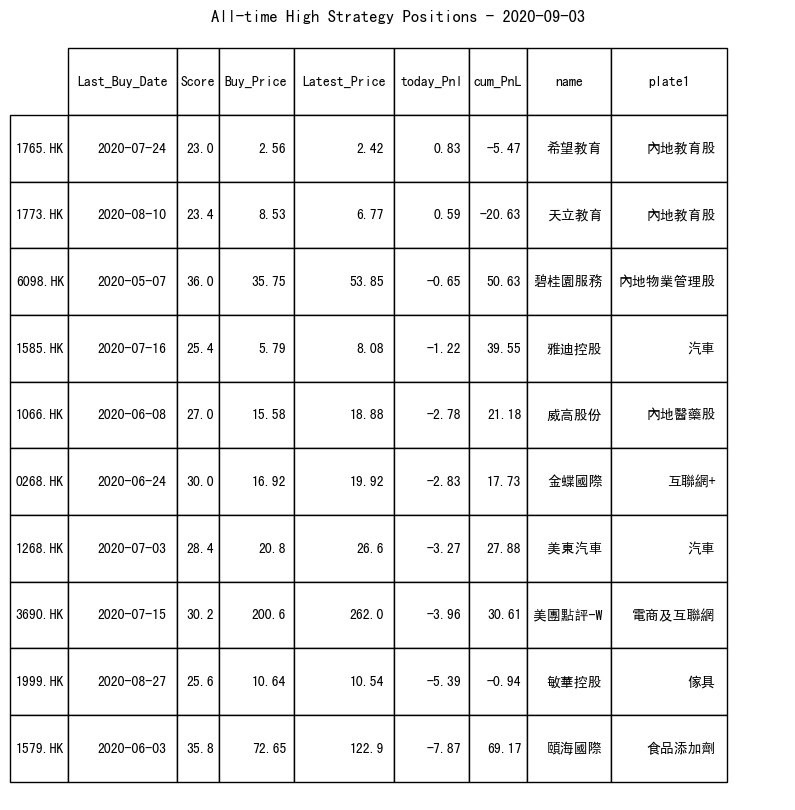 All-time High Strategy Positions - 2020-09-03
Last_Buy_Date Score Buy_Price Latest_Price today_Pnl cum_PnL name plate1
1765.HK 2020-07-24 23.0 2.56 2.42 0.83 -5.47 希望教育 內地教育股
1773.HK 2020-08-10 23.4 8.53 6.77 0.59 -20.63 天立教育 內地教育股
6098.HK 2020-05-07 36.0 35.75 53.85 -0.65 50.63 碧桂園服務 內地物業管理股
1585.HK 2020-07-16 25.4 5.79 8.08 -1.22 39.55 雅迪控股 汽車
1066.HK 2020-06-08 27.0 15.58 18.88 -2.78 21.18 威高股份 內地醫藥股
0268.HK 2020-06-24 30.0 16.92 19.92 -2.83 17.73 金蝶國際 互聯網+
1268.HK 2020-07-03 28.4 20.8 26.6 -3.27 27.88 美東汽車 汽車
3690.HK 2020-07-15 30.2 200.6 262.0 -3.96 30.61 美團點評-W 電商及互聯網
1999.HK 2020-08-27 25.6 10.64 10.54 -5.39 -0.94 敏華控股 傢具
1579.HK 2020-06-03 35.8 72.65 122.9 -7.87 69.17 頤海國際 食品添加劑